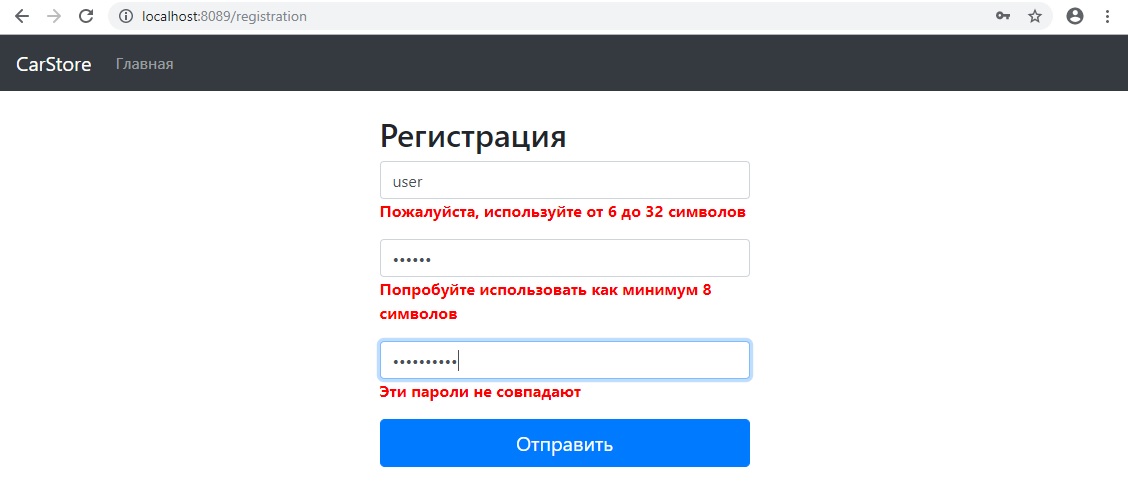 localhost:8089/registration
CarStore Главная
Регистрация
user
Пожалуйста, используйте от 6 до 32 символов
••••••
Попробуйте использовать как минимум 8
символов
••••••••••
Эти пароли не совпадают
Отправить